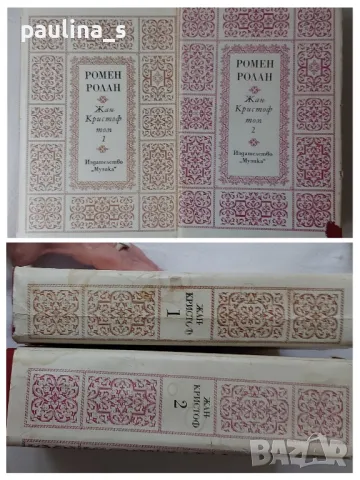 paulina_s
РОМЕН
РОЛАН
Жан
Кристоф
том
1
Издателство
„Музика“
РОМЕН
РОЛАН
Жан
Кристоф
том
2
Издателство
„Музика“
ЖАН-
КРИСТОФ
1
ЖАН-
КРИСТОФ
2
BAZAR